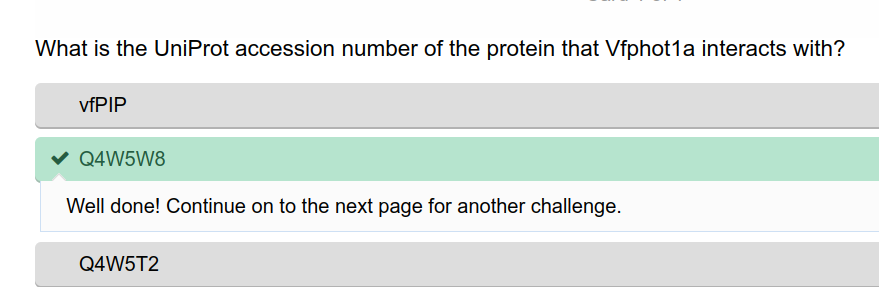 What is the UniProt accession number of the protein that Vfphot1a interacts with?
vfPIP
Q4W5W8
Well done! Continue on to the next page for another challenge.
Q4W5T2